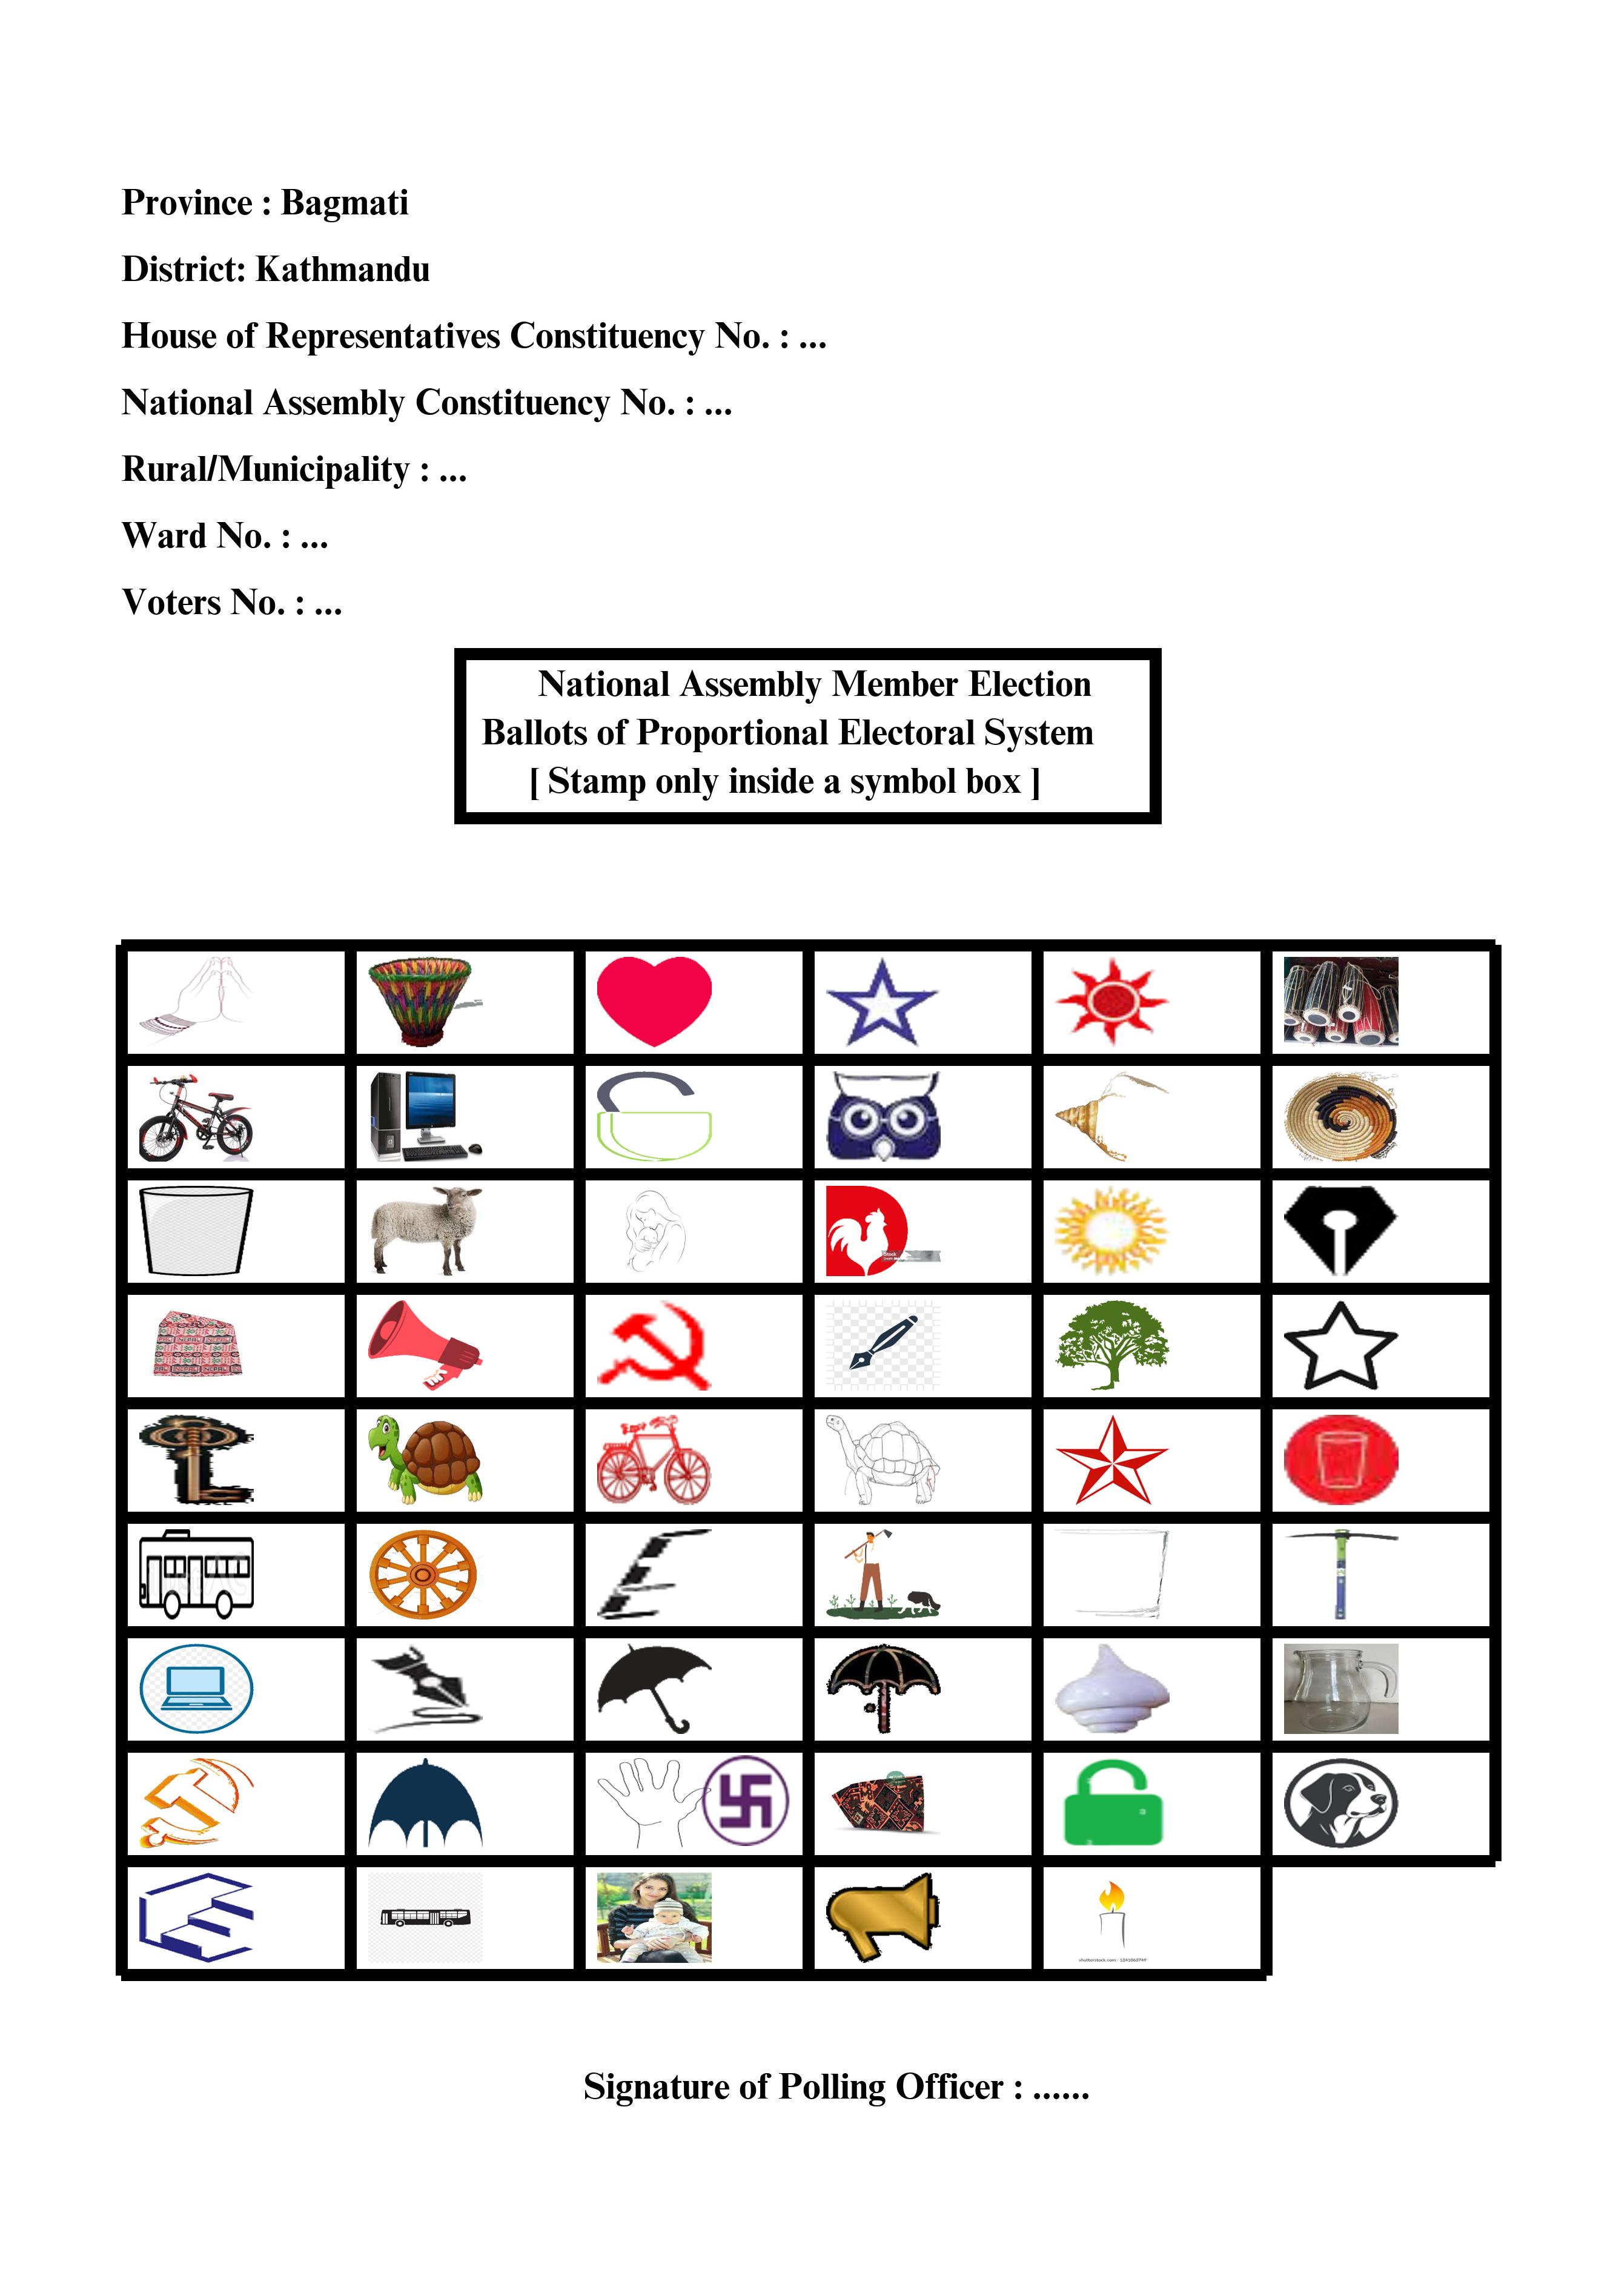 Province : Bagmati
District: Kathmandu
House of Representatives Constituency No. : ...
National Assembly Constituency No. : ...
Rural/Municipality : ...
Ward No. : ...
Voters No. : ...
National Assembly Member Election
Ballots of Proportional Electoral System
[ Stamp only inside a symbol box ]
Signature of Polling Officer : ......